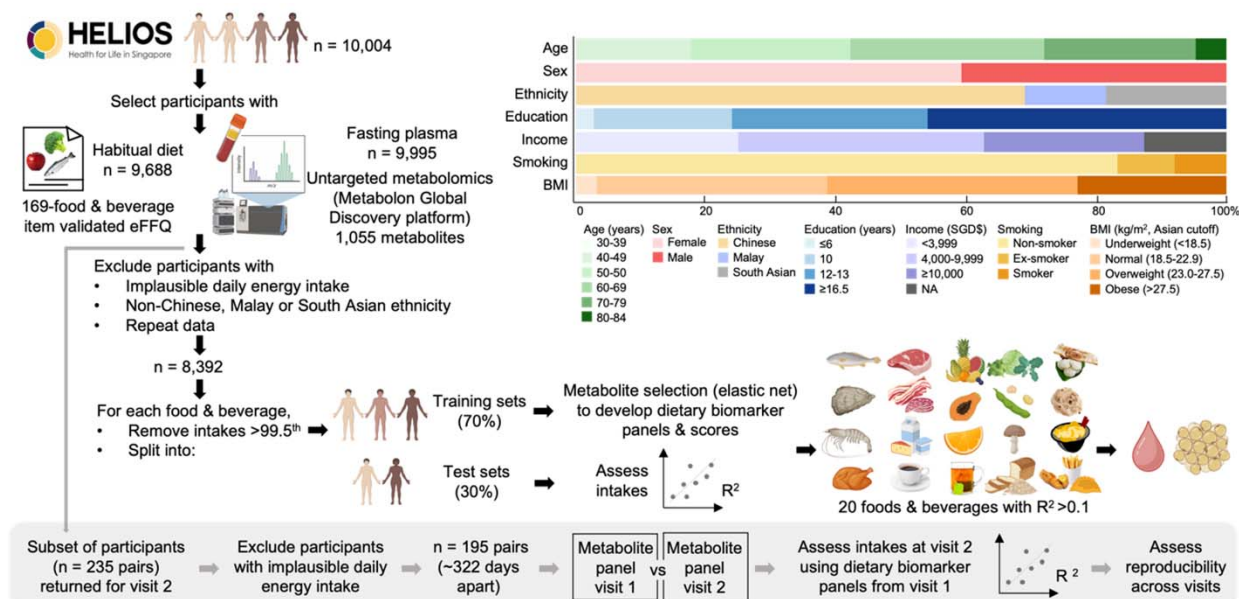 HELIOS
Health for Life in Singapore
n = 10,004
Select participants with
Habitual diet
n = 9,688
169-food & beverage
item validated eFFQ
Fasting plasma
n = 9,995
Untargeted metabolomics
(Metabolon Global
Discovery platform)
1,055 metabolites
Intensity
Exclude participants with
• Implausible daily energy
intake
• Non-Chinese, Malay or South Asian ethnicity
• Repeat data
n = 8,392
For each food & beverage,
• Remove intakes >99.5th
• Split into:
Training sets
(70%)
Test sets
(30%)
Metabolite selection (elastic net)
to develop dietary biomarker
panels & scores
Assess
intakes
R2
20 foods & beverages with R2 >0.1
Age
Sex
Ethnicity
Education
Income
Smoking
BMI
0 20 40 60 80 100%
Age (years)
30-39
40-49
50-50
60-69
70-79
80-84
Sex
Female
Male
Ethnicity
Chinese
Malay
South Asian
Education (years)
≤6
10
12-13
≥16.5
Income (SGD$)
<3,999
4,000-9,999
≥10,000
NA
Smoking
Non-smoker
Ex-smoker
Smoker
BMI (kg/m2, Asian cutoff)
Underweight (<18.5)
Normal (18.5-22.9)
Overweight (23.0-27.5)
Obese (>27.5)
Subset of participants
(n = 235 pairs)
returned for visit 2
Exclude participants
with implausible daily
energy intake
n = 195 pairs
(~322 days
apart)
Metabolite
panel
visit 1
vs
Metabolite
panel
visit 2
Assess intakes at visit 2
using dietary biomarker
panels from visit 1
R 2
Assess
reproducibility
across visits